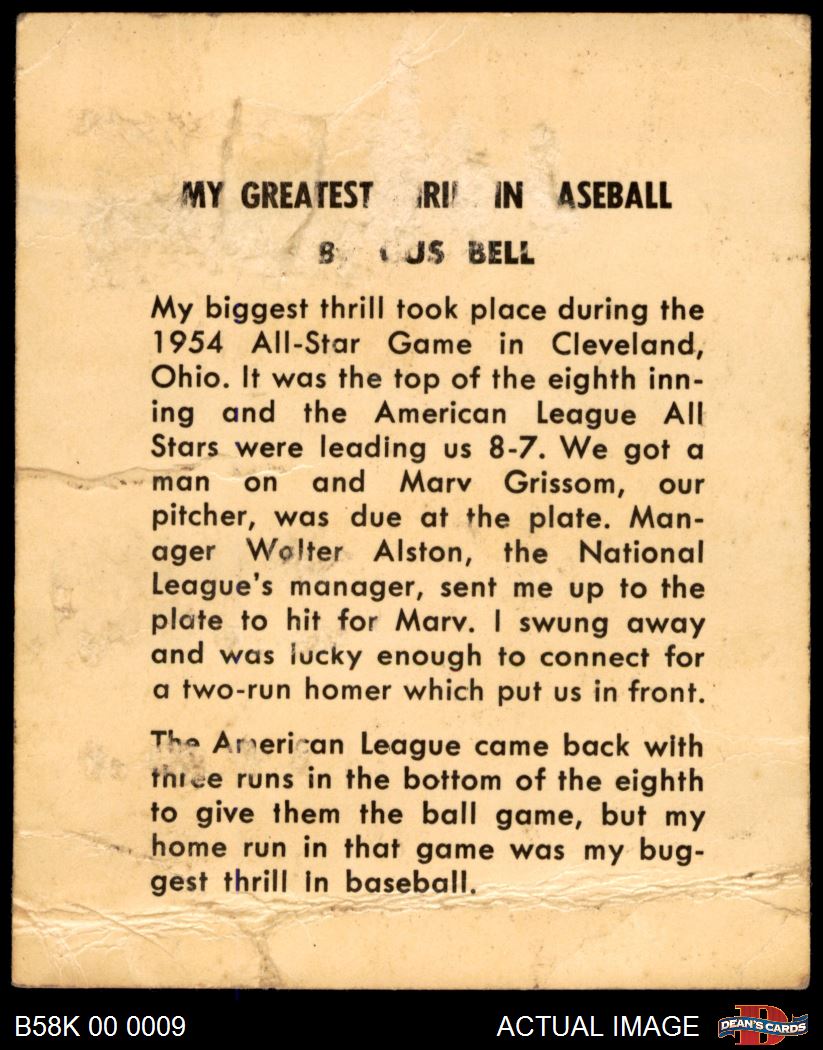 MY GREATEST IN ASEBALL
BELL
My biggest thrill took place during the
1954 All-Star Game in Cleveland,
Ohio. It was the top of the eighth inn-
ing and the American League All
Stars were leading us 8-7. We got a
man on and Marv Grissom, our
pitcher, was due at the plate. Man-
ager Walter Alston, the National
League's manager, sent me up to the
plate to hit for Marv. I swung away
and was lucky enough to connect for
a two-run homer which put us in front.
The American League came back with
three runs in the bottom of the eighth
to give them the ball game, but my
home run in that game was my bug-
gest thrill in baseball.
B58K 00 0009
ACTUAL IMAGE
D
DEAN'S CARDS